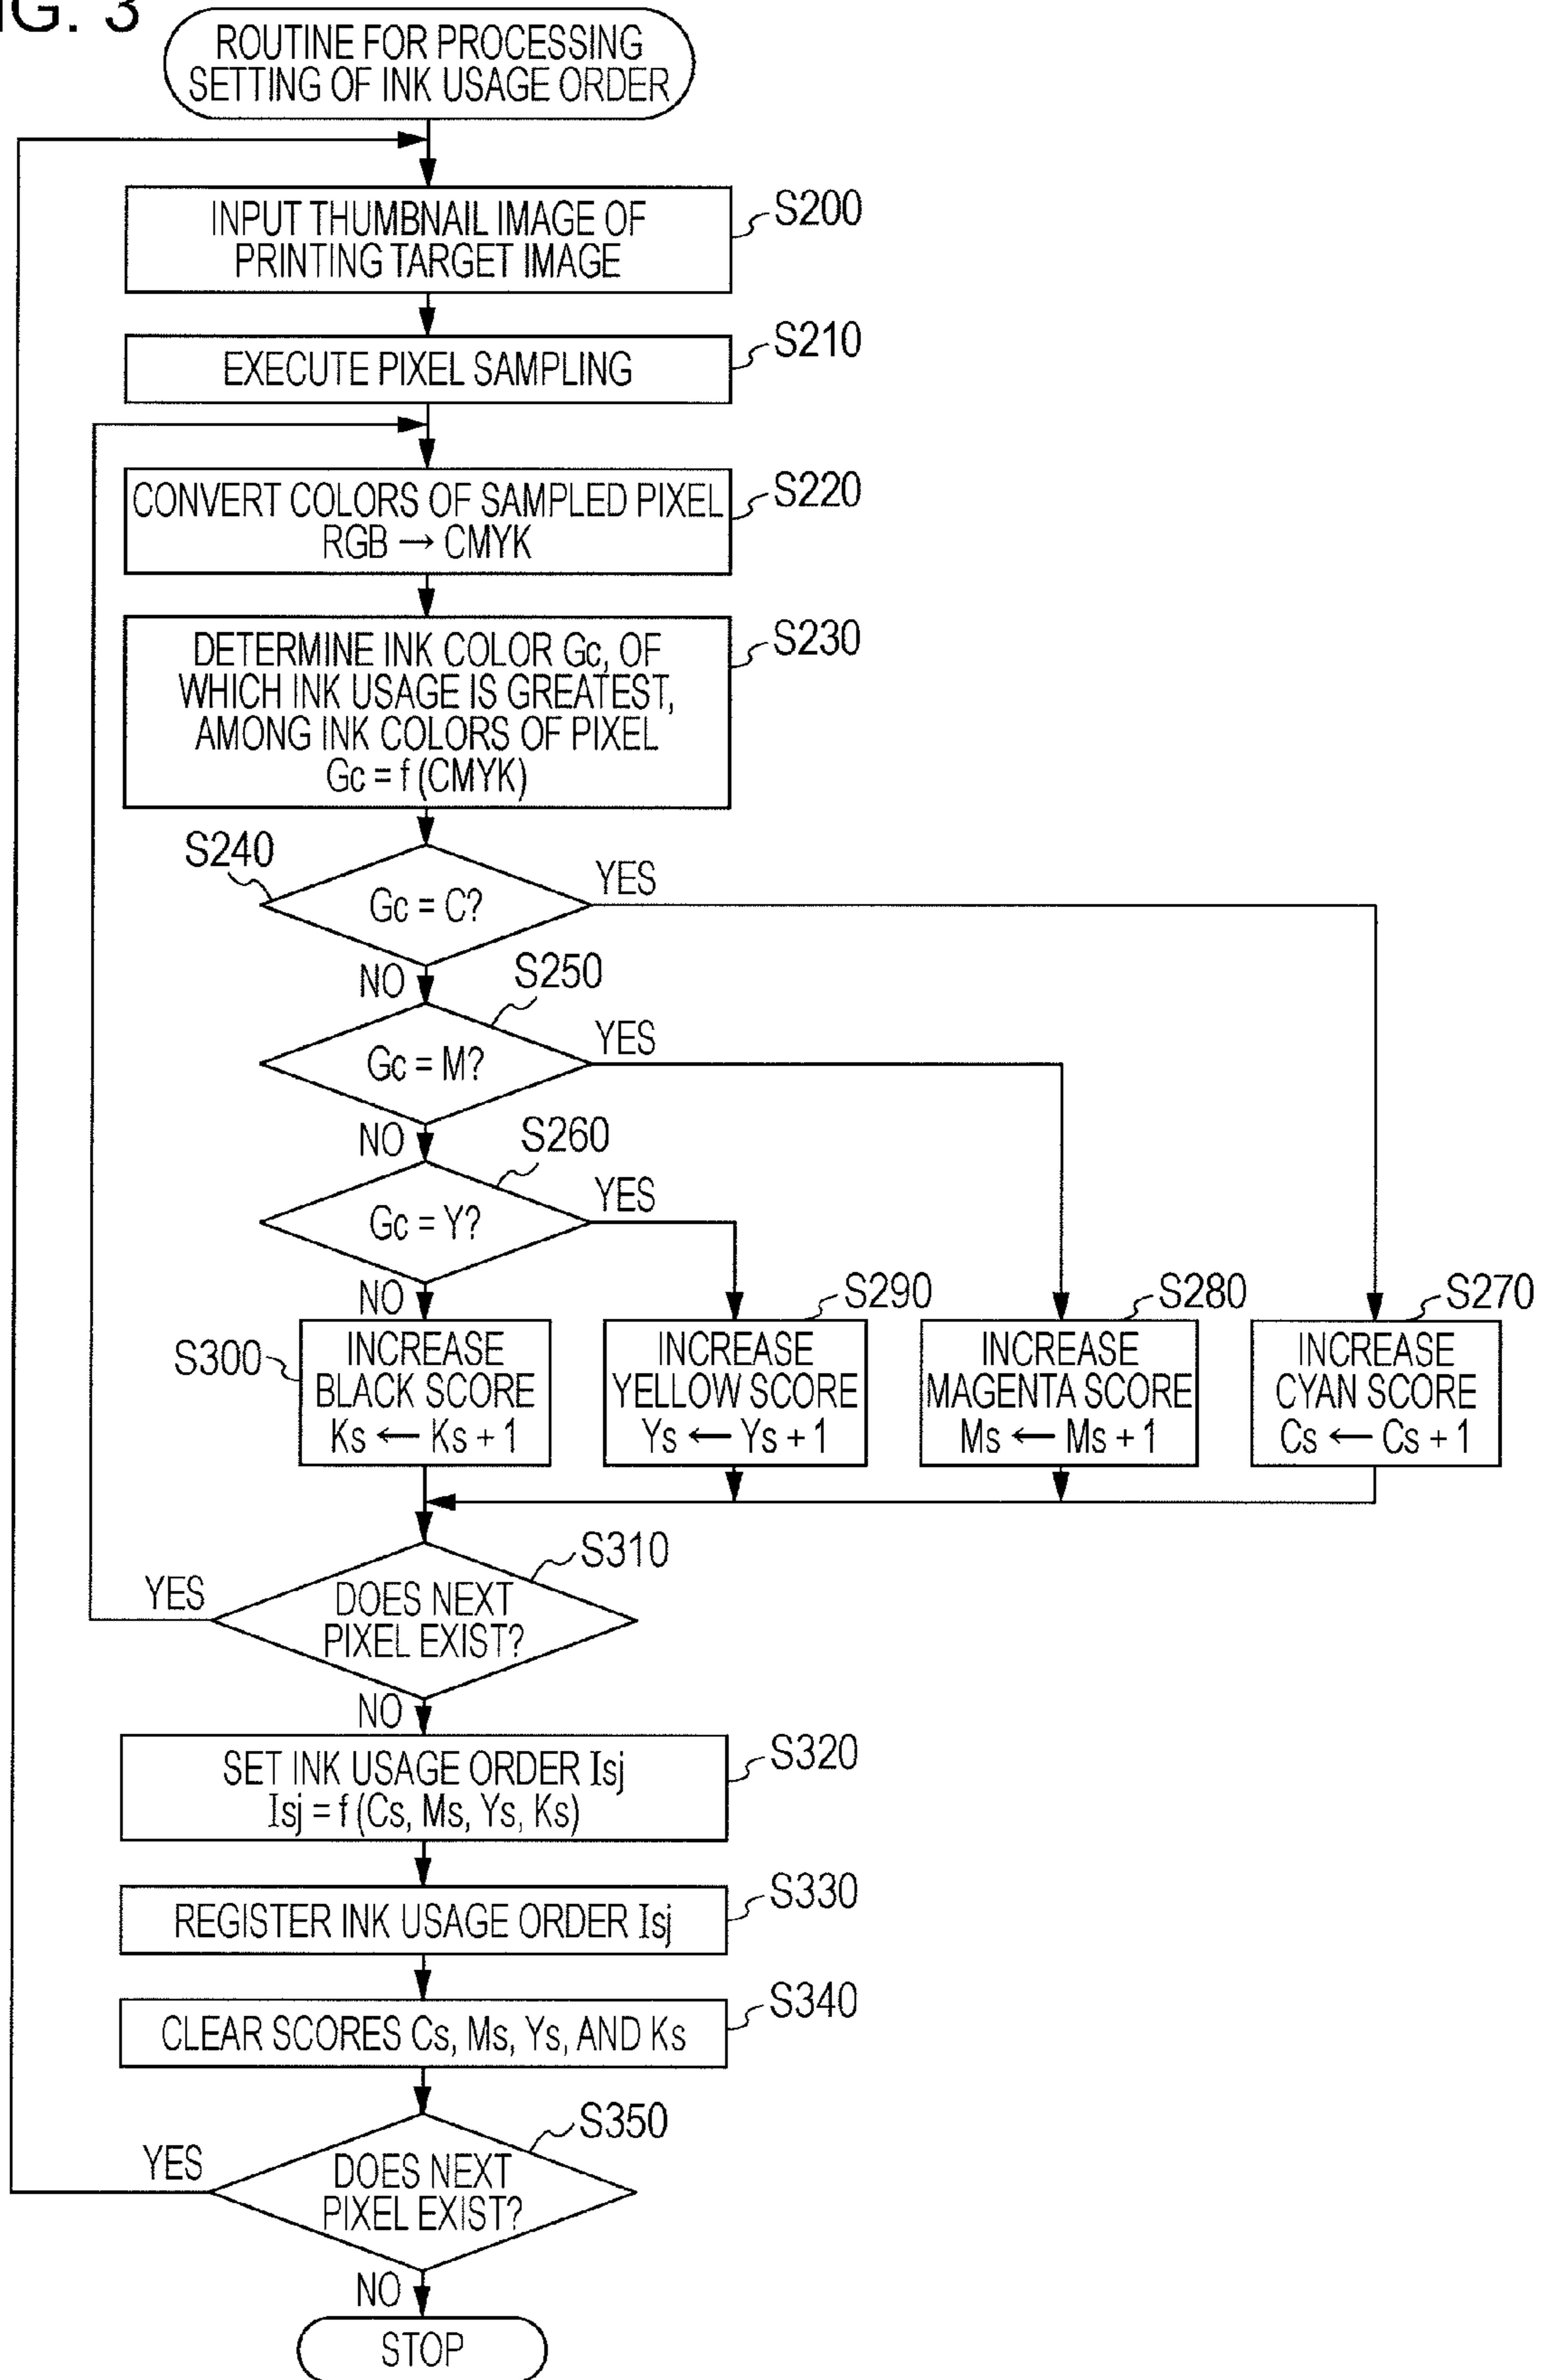 IG. 3
ROUTINE FOR PROCESSING
SETTING OF INK USAGE ORDER
INPUT THUMBNAIL IMAGE OF
PRINTING TARGET IMAGE
S200
EXECUTE PIXEL SAMPLING
S210
CONVERT COLORS OF SAMPLED PIXEL
RGB → CMYK
S220
DETERMINE INK COLOR Gc, OF
WHICH INK USAGE IS GREATEST,
AMONG INK COLORS OF PIXEL
Gc = f (CMYK)
S230
S240
Gc = C?
YES
NO
S250
Gc = M?
YES
NO
S260
Gc = Y?
YES
NO
S300
INCREASE
BLACK SCORE
Ks ← Ks + 1
S290
INCREASE
YELLOW SCORE
Ys ← Ys + 1
S280
INCREASE
MAGENTA SCORE
Ms ← Ms + 1
S270
INCREASE
CYAN SCORE
Cs ← Cs + 1
S310
YES
DOES NEXT
PIXEL EXIST?
NO
SET INK USAGE ORDER Isj
Isj = f (Cs, Ms, Ys, Ks)
S320
REGISTER INK USAGE ORDER Isj
S330
CLEAR SCORES Cs, Ms, Ys, AND Ks
S340
S350
YES
DOES NEXT
PIXEL EXIST?
NO
STOP